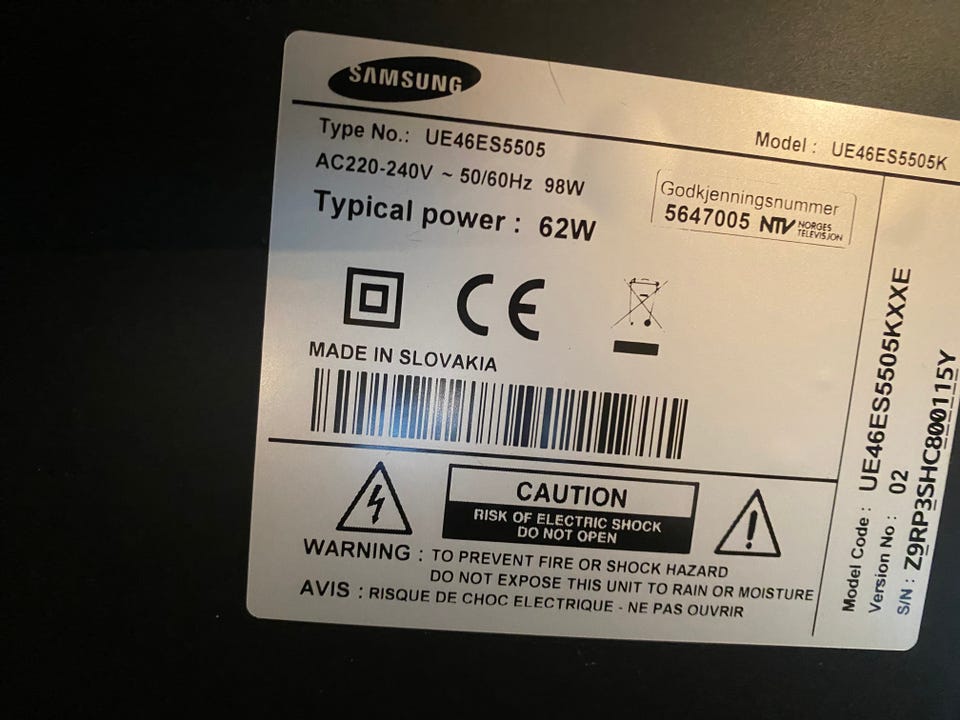 SAMSUNG
Type No.: UE46ES5505
Model : UE46ES5505K
AC220-240V ~ 50/60Hz 98W
Typical power : 62W
Godkjenningsnummer
5647005 NTV NORGES TELEVISJON
CE
MADE IN SLOVAKIA
CAUTION
RISK OF ELECTRIC SHOCK
DO NOT OPEN
WARNING : TO PREVENT FIRE OR SHOCK HAZARD
DO NOT EXPOSE THIS UNIT TO RAIN OR MOISTURE
AVIS : RISQUE DE CHOC ELECTRIQUE - NE PAS OUVRIR
Model Code : UE46ES5505KXXE
Version No : 02
S/N : Z9RP3SHC800115Y